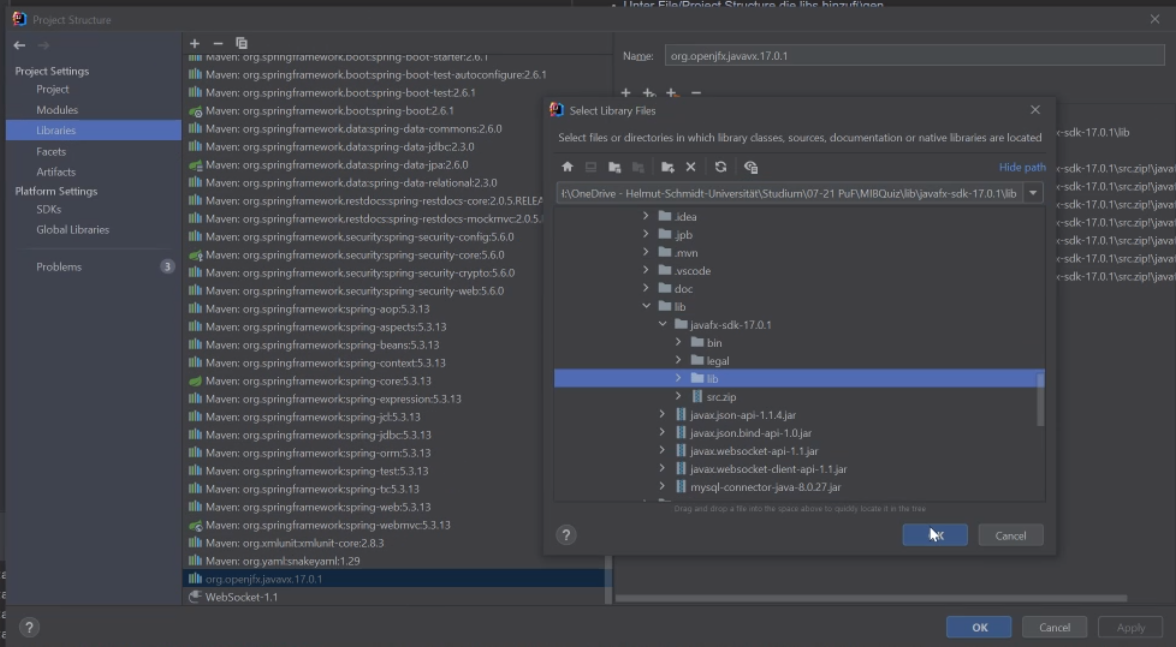 Unter File/Project Structure die libs hinzufügen
Project Structure
Project Settings
Project
Modules
Libraries
Facets
Artifacts
Platform Settings
SDKs
Global Libraries
Problems
3
Maven: org.springframework.boot:spring-boot-starter:2.6.1
Maven: org.springframework.boot:spring-boot-test-autoconfigure:2.6.1
Maven: org.springframework.boot:spring-boot-test:2.6.1
Maven: org.springframework.boot:spring-boot:2.6.1
Maven: org.springframework.data:spring-data-commons:2.6.0
Maven: org.springframework.data:spring-data-jdbc:2.3.0
Maven: org.springframework.data:spring-data-jpa:2.6.0
Maven: org.springframework.data:spring-data-relational:2.3.0
Maven: org.springframework.restdocs:spring-restdocs-core:2.0.5.RELEA
Maven: org.springframework.restdocs:spring-restdocs-mockmvc:2.0.5.
Maven: org.springframework.security:spring-security-config:5.6.0
Maven: org.springframework.security:spring-security-core:5.6.0
Maven: org.springframework.security:spring-security-crypto:5.6.0
Maven: org.springframework.security:spring-security-web:5.6.0
Maven: org.springframework:spring-aop:5.3.13
Maven: org.springframework:spring-aspects:5.3.13
Maven: org.springframework:spring-beans:5.3.13
Maven: org.springframework:spring-context:5.3.13
Maven: org.springframework:spring-core:5.3.13
Maven: org.springframework:spring-expression:5.3.13
Maven: org.springframework:spring-jcl:5.3.13
Maven: org.springframework:spring-jdbc:5.3.13
Maven: org.springframework:spring-orm:5.3.13
Maven: org.springframework:spring-test:5.3.13
Maven: org.springframework:spring-tx:5.3.13
Maven: org.springframework:spring-web:5.3.13
Maven: org.springframework:spring-webmvc:5.3.13
Maven: org.xmlunit:xmlunit-core:2.8.3
Maven: org.yaml:snakeyaml:1.29
org.openjfx.javavx.17.0.1
WebSocket-1.1
Name: org.openjfx.javavx.17.0.1
x-sdk-17.0.1\lib
x-sdk-17.0.1\src.zip!\javaf
x-sdk-17.0.1\src.zip!\javaf
x-sdk-17.0.1\src.zip!\javaf
x-sdk-17.0.1\src.zip!\javaf
x-sdk-17.0.1\src.zip!\javaf
x-sdk-17.0.1\src.zip!\javaf
x-sdk-17.0.1\src.zip!\javaf
Select Library Files
Select files or directories in which library classes, sources, documentation or native libraries are located
Hide path
H:\OneDrive - Helmut-Schmidt-Universität\Studium\07-21 PuF\MIBQuiz\lib\javafx-sdk-17.0.1\lib
.idea
.jpb
.mvn
.vscode
doc
lib
javafx-sdk-17.0.1
bin
legal
lib
src.zip
javax.json-api-1.1.4.jar
javax.json.bind-api-1.0.jar
javax.websocket-api-1.1.jar
javax.websocket-client-api-1.1.jar
mysql-connector-java-8.0.27.jar
Drag and drop a file into the space above to quickly locate it in the tree
?
OK
Cancel
?
OK
Cancel
Apply